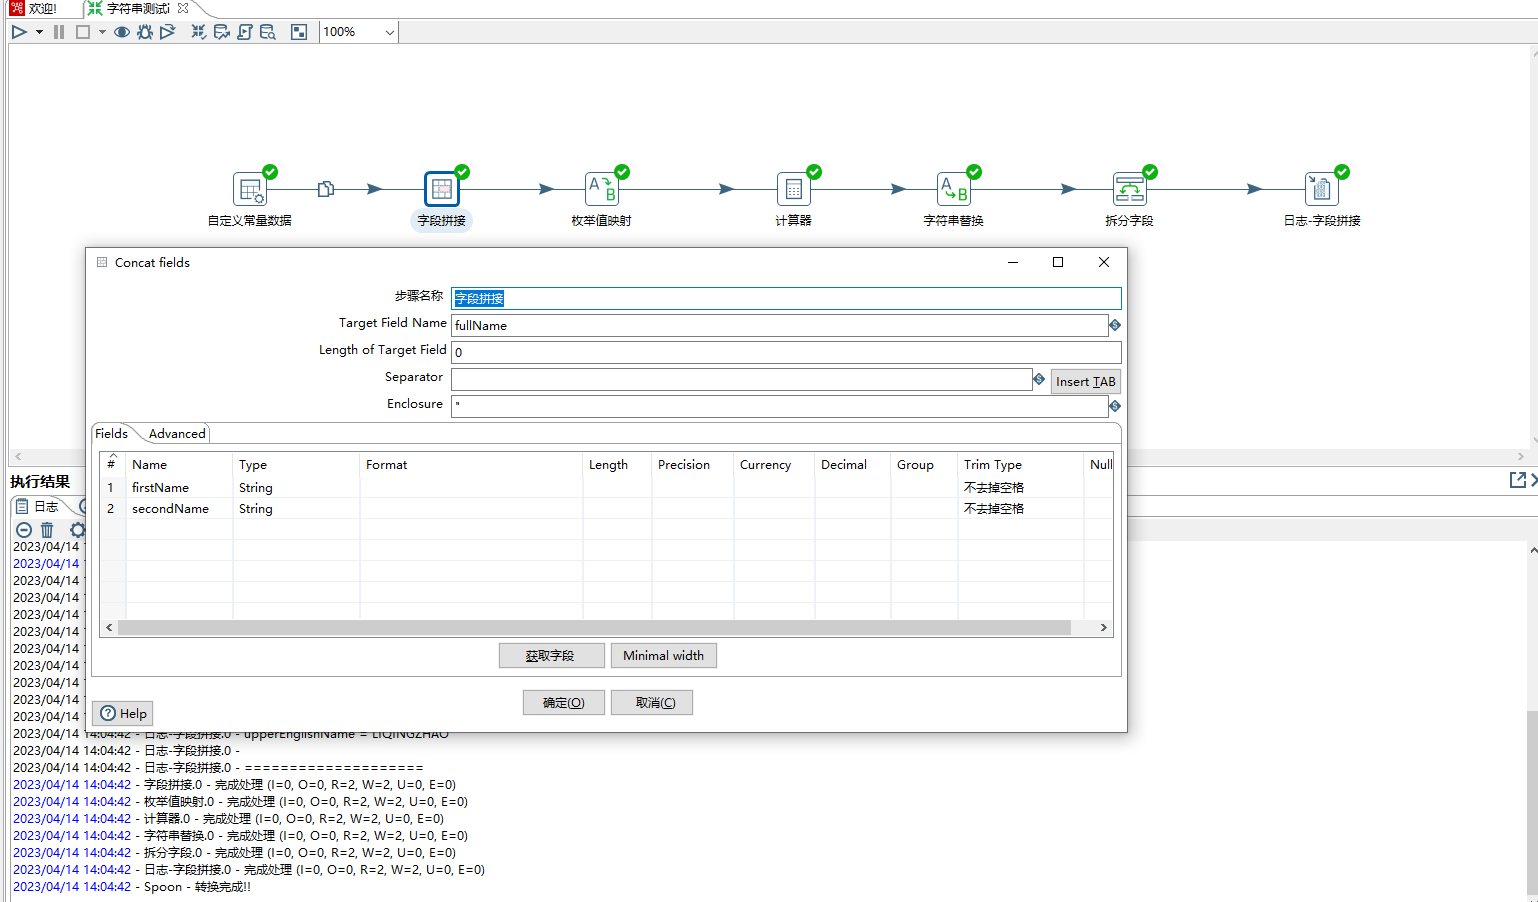 欢迎!
字符串测试i
100%
自定义常量数据
字段拼接
枚举值映射
计算器
字符串替换
拆分字段
日志-字段拼接
Concat fields
步骤名称 字段拼接
Target Field Name fullName
Length of Target Field 0
Separator Insert TAB
Enclosure "
Fields Advanced
# Name Type Format Length Precision Currency Decimal Group Trim Type Null
1 firstName String 不去掉空格
2 secondName String 不去掉空格
获取字段 Minimal width
确定(O) 取消(C)
Help
执行结果
日志
2023/04/14
2023/04/14
2023/04/14
2023/04/14
2023/04/14
2023/04/14
2023/04/14
2023/04/14
2023/04/14
2023/04/14
2023/04/14
2023/04/14 14:04:42 - 日志-字段拼接.0 - upperEnglishName = LIQINGZHAO
2023/04/14 14:04:42 - 日志-字段拼接.0 -
2023/04/14 14:04:42 - 日志-字段拼接.0 - ====================
2023/04/14 14:04:42 - 字段拼接.0 - 完成处理 (I=0, O=0, R=2, W=2, U=0, E=0)
2023/04/14 14:04:42 - 枚举值映射.0 - 完成处理 (I=0, O=0, R=2, W=2, U=0, E=0)
2023/04/14 14:04:42 - 计算器.0 - 完成处理 (I=0, O=0, R=2, W=2, U=0, E=0)
2023/04/14 14:04:42 - 字符串替换.0 - 完成处理 (I=0, O=0, R=2, W=2, U=0, E=0)
2023/04/14 14:04:42 - 拆分字段.0 - 完成处理 (I=0, O=0, R=2, W=2, U=0, E=0)
2023/04/14 14:04:42 - 日志-字段拼接.0 - 完成处理 (I=0, O=0, R=2, W=2, U=0, E=0)
2023/04/14 14:04:42 - Spoon - 转换完成!!